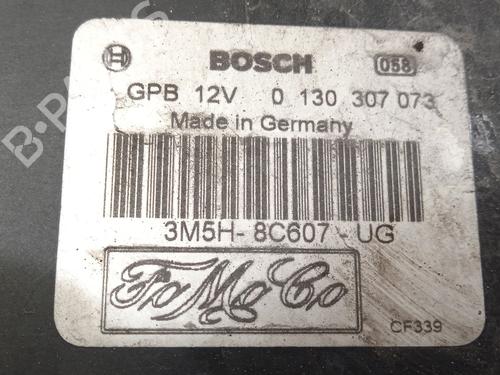 BOSCH 058
GPB 12V 0 130 307 073
Made in Germany
3M5H- 8C607 - UG
FoMoCo
CF339